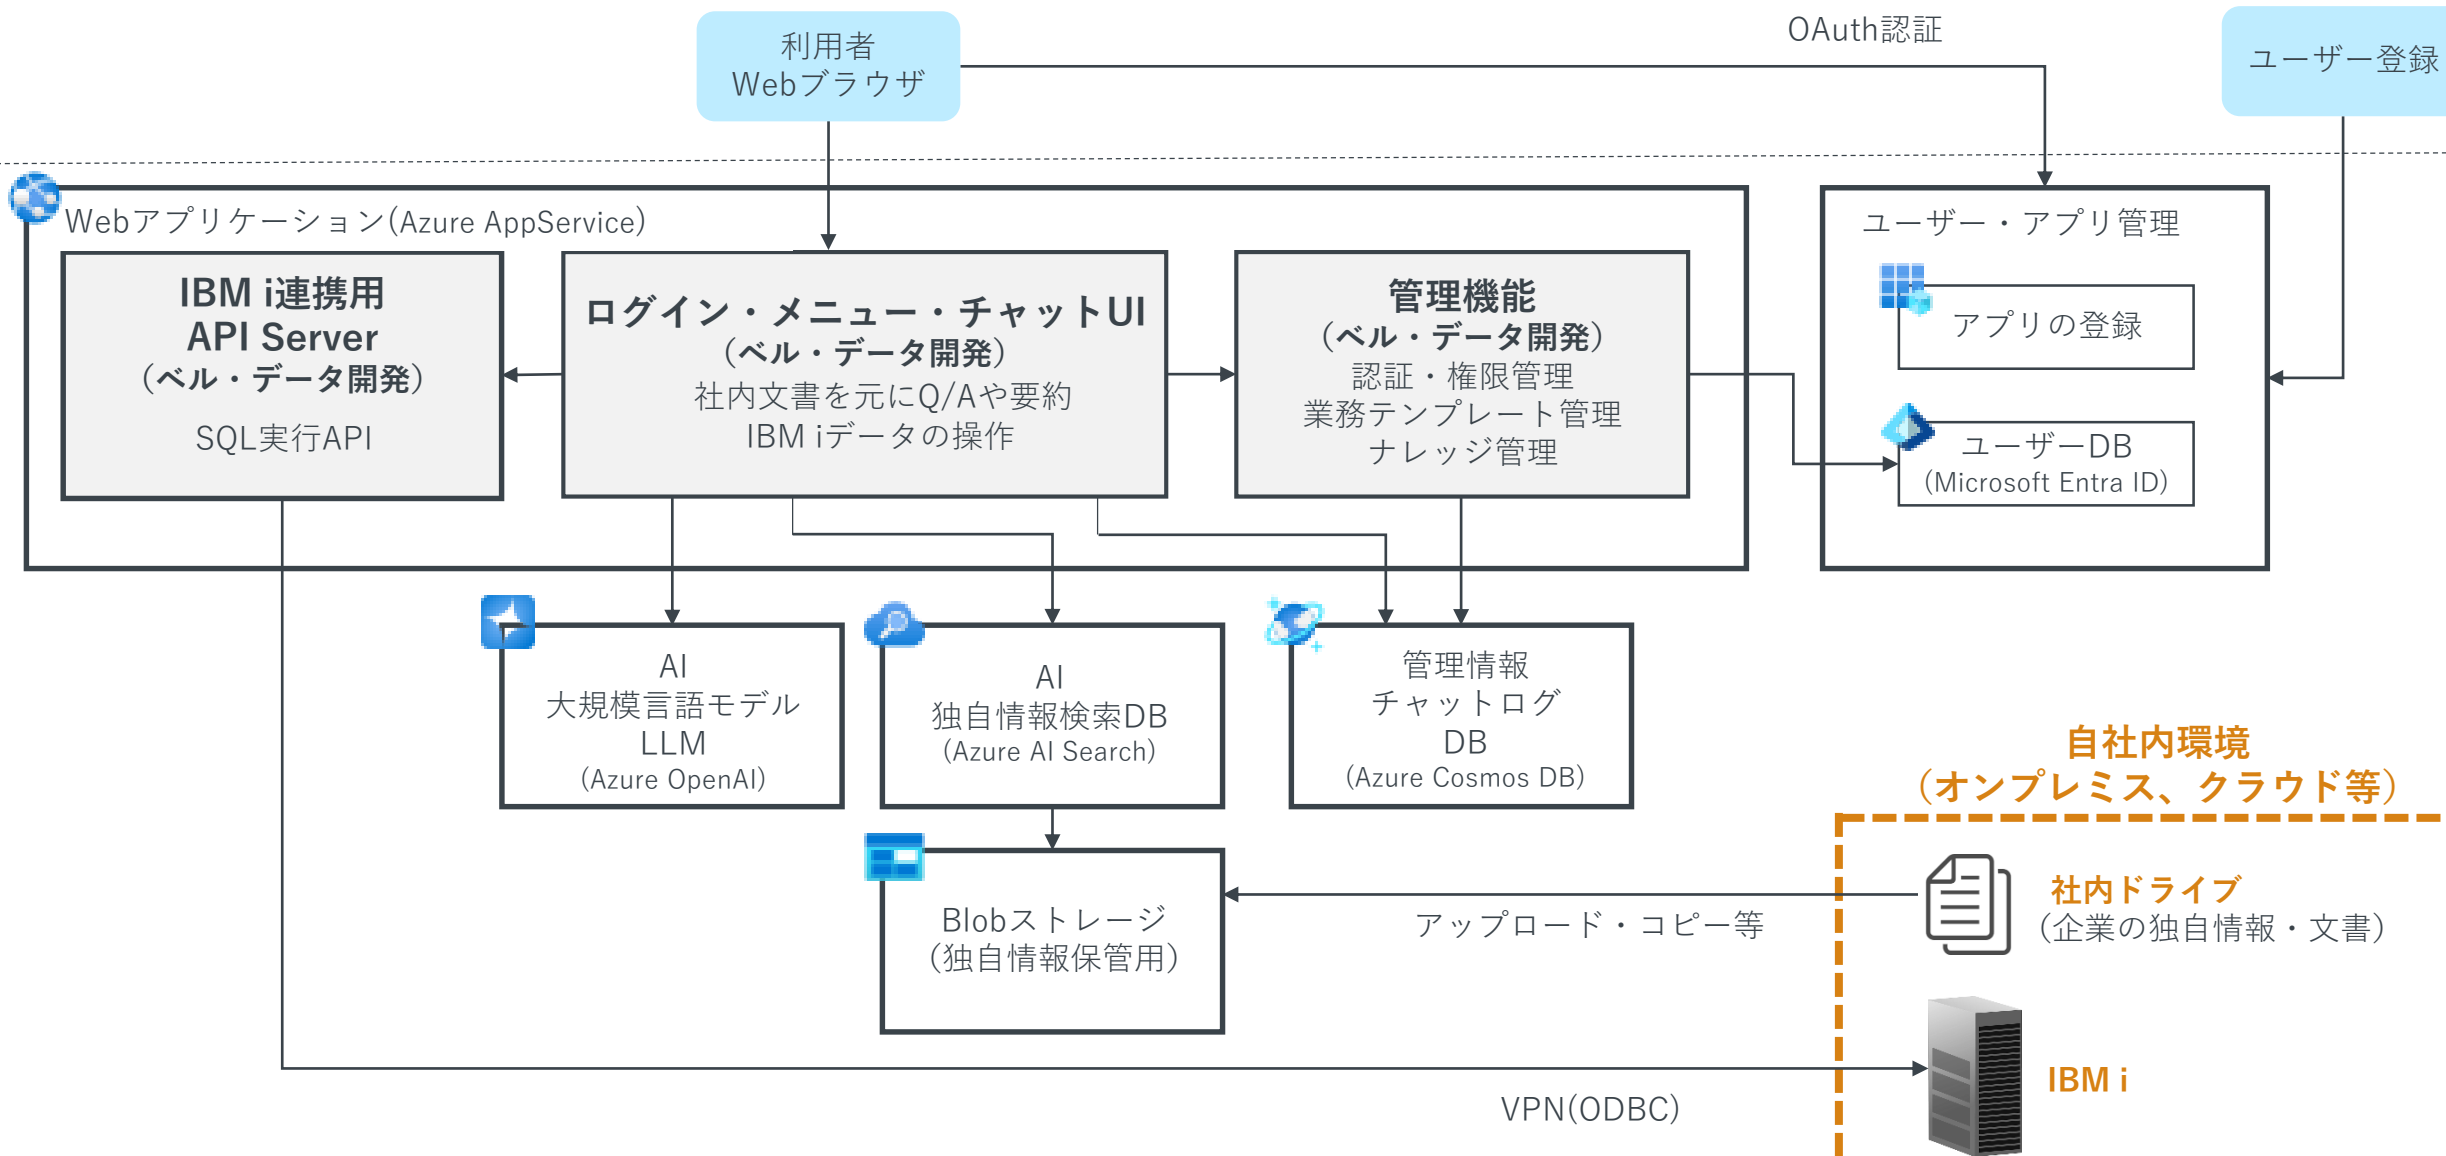 利用者
Webブラウザ
OAuth認証
ユーザー登録
Webアプリケーション(Azure AppService)
IBM i連携用
API Server
（ベル・データ開発）
SQL実行API
ログイン・メニュー・チャットUI
（ベル・データ開発）
社内文書を元にQ/Aや要約
IBM iデータの操作
管理機能
（ベル・データ開発）
認証・権限管理
業務テンプレート管理
ナレッジ管理
ユーザー・アプリ管理
アプリの登録
ユーザーDB
(Microsoft Entra ID)
AI
大規模言語モデル
LLM
(Azure OpenAI)
AI
独自情報検索DB
(Azure AI Search)
管理情報
チャットログ
DB
(Azure Cosmos DB)
Blobストレージ
（独自情報保管用）
アップロード・コピー等
VPN(ODBC)
自社内環境
（オンプレミス、クラウド等）
社内ドライブ
（企業の独自情報・文書）
IBM i